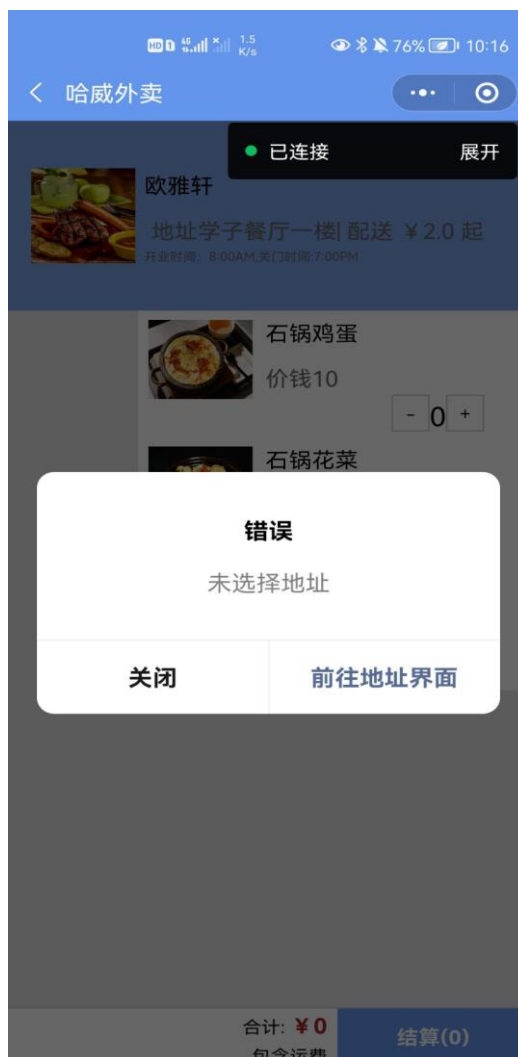 HD 1 4G 1.5 K/s 76% 10:16
哈威外卖
已连接 展开
欧雅轩
地址学子餐厅一楼| 配送 ￥2.0 起
开业时间：8:00AM,关门时间:7:00PM
石锅鸡蛋
价钱10
- 0 +
石锅花菜
错误
未选择地址
关闭 前往地址界面
合计: ￥0
包含运费
结算(0)